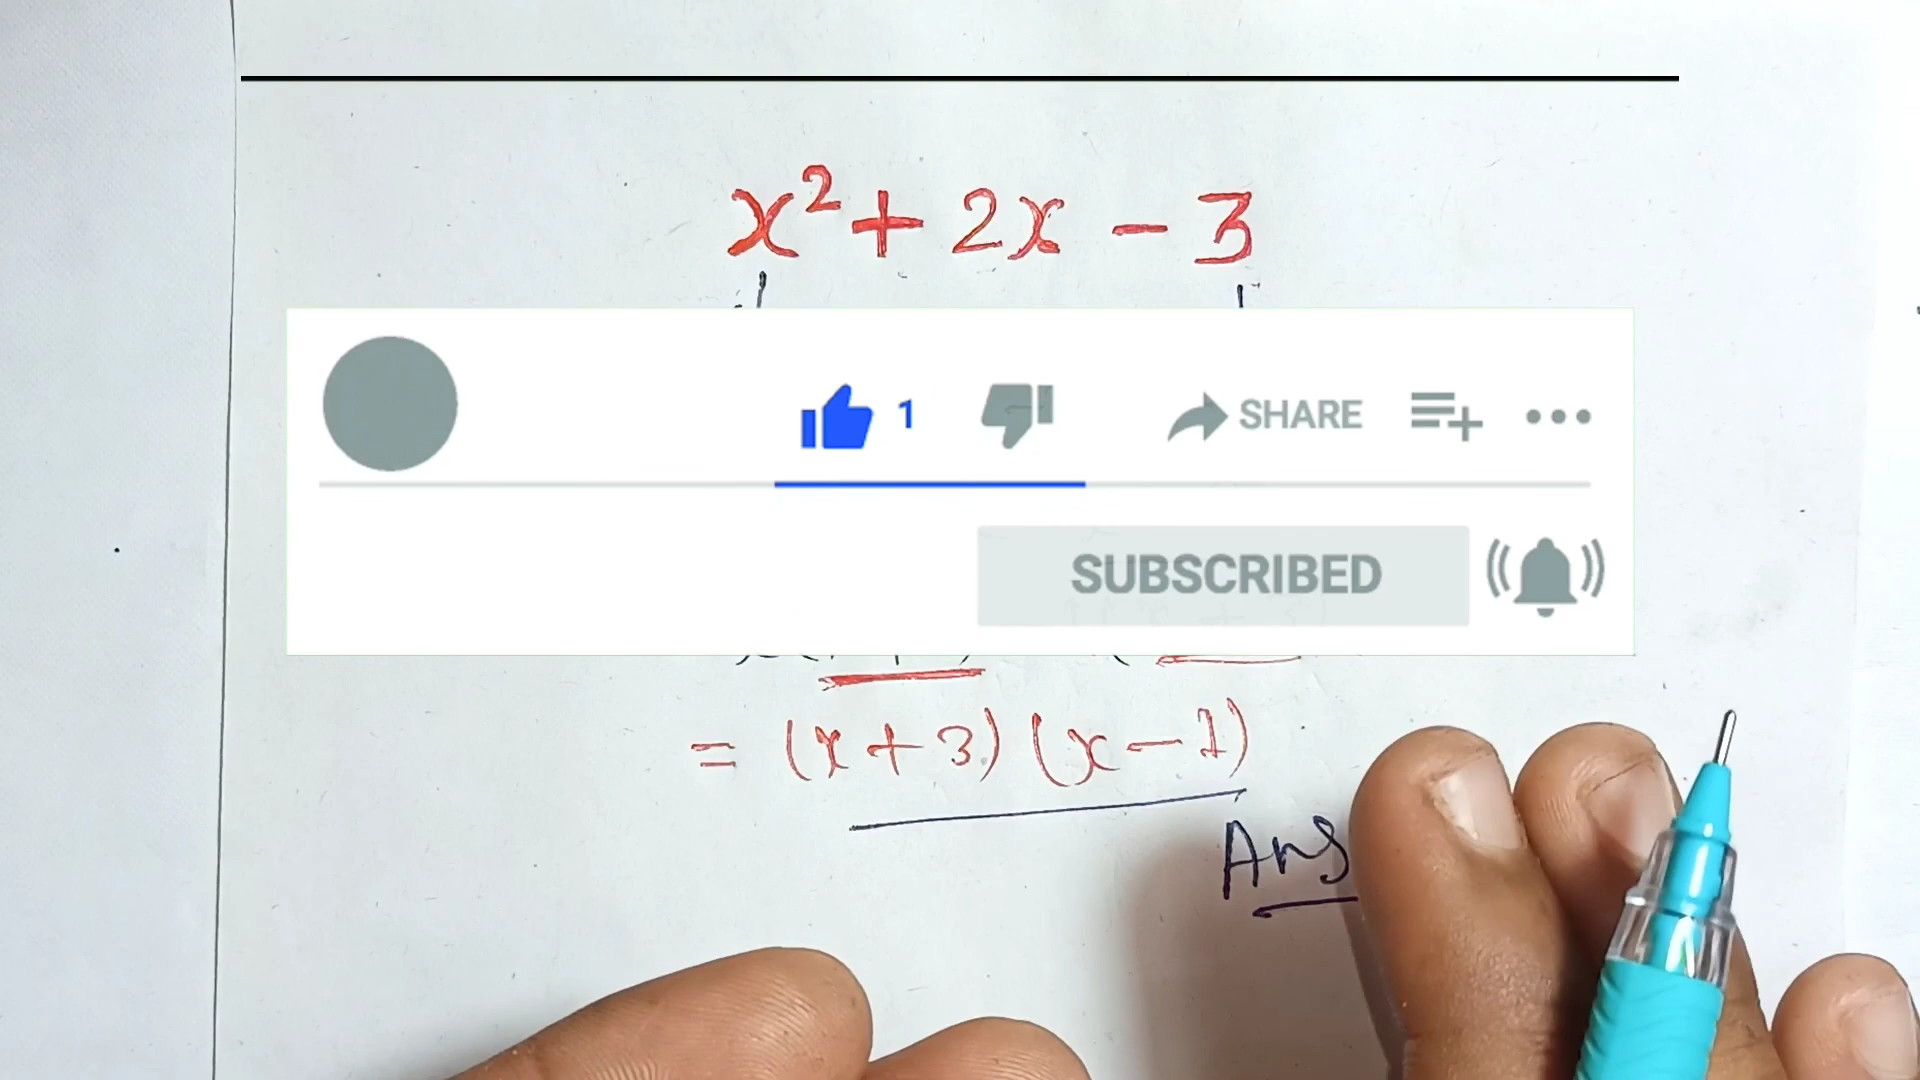 x² + 2x - 3
1
SHARE
SUBSCRIBED
= (x + 3) (x - 1)
Ans